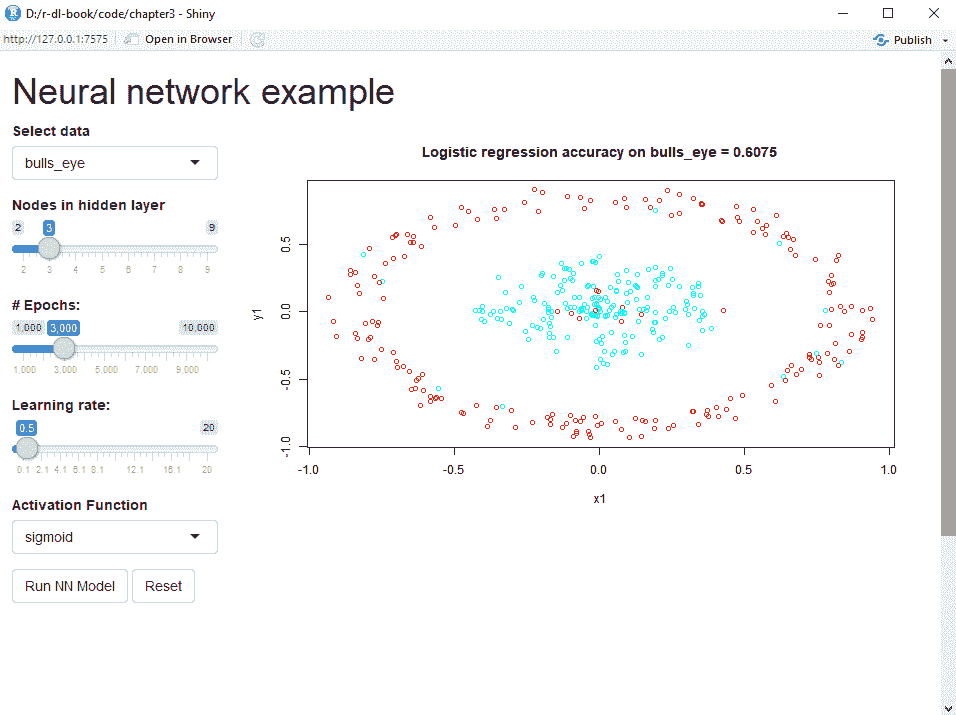 D:/r-dl-book/code/chapter3 - Shiny
http://127.0.0.1:7575 Open in Browser Publish
Neural network example
Select data
bulls_eye
Nodes in hidden layer
2 3 9
2 3 4 5 6 7 8 9
# Epochs:
1,000 3,000 10,000
1,000 3,000 5,000 7,000 9,000
Learning rate:
0.5 20
0.1 2.1 4.1 6.1 8.1 12.1 16.1 20
Activation Function
sigmoid
Run NN Model Reset
Logistic regression accuracy on bulls_eye = 0.6075
y1
0.5
0.0
-0.5
-1.0
-1.0 -0.5 0.0 0.5 1.0
x1